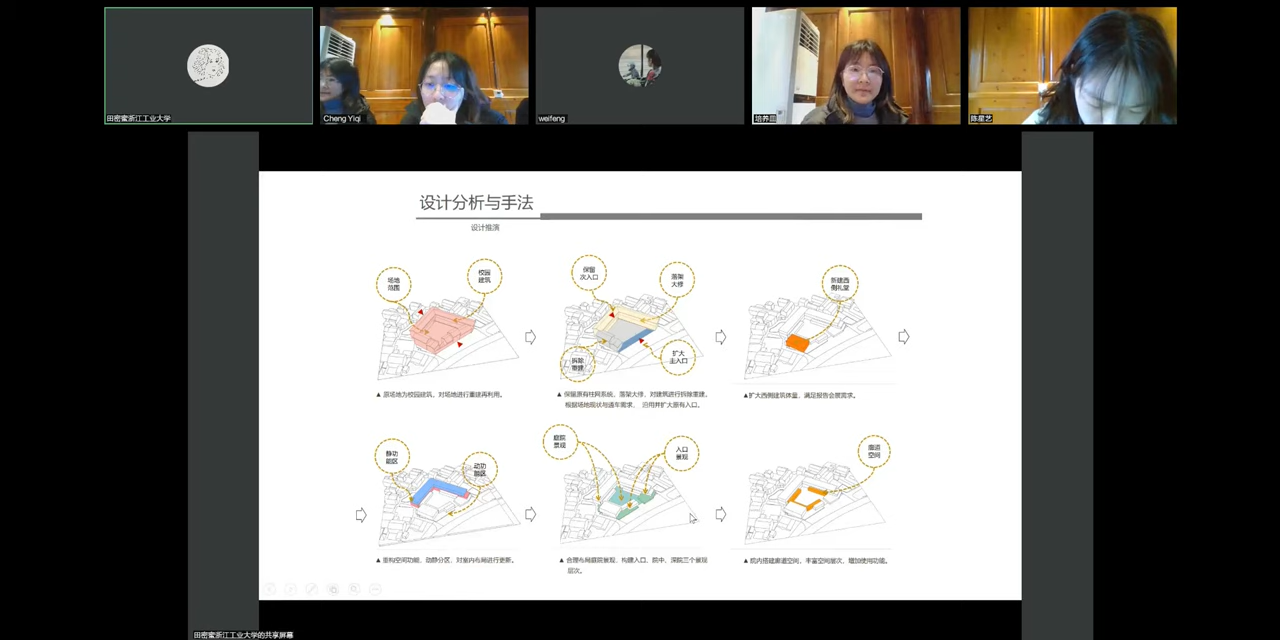 田密蜜浙江工业大学
Cheng Yiqi
weifeng
陈星艺
设计分析与手法
设计推演
场地
范围
校园
建筑
保留
次入口
落架
大修
拆除
重建
扩大
主入口
新建西
侧礼堂
▲ 原场地为校园建筑，对场地进行重建再利用。
▲ 保留原有柱网系统，落架大修，对建筑进行拆除重建，
根据场地现状与通车需求，沿用并扩大原有入口。
▲扩大西侧建筑体量，满足报告会展需求。
静功
能区
动功
能区
庭院
景观
入口
景观
廊道
空间
▲ 重构空间功能，动静分区，对室内布局进行更新。
▲ 合理布局庭院景观，构建入口、院中、深院三个景观
层次。
▲ 院内搭建廊道空间，丰富空间层次，增加使用功能。
田密蜜浙江工业大学的共享屏幕